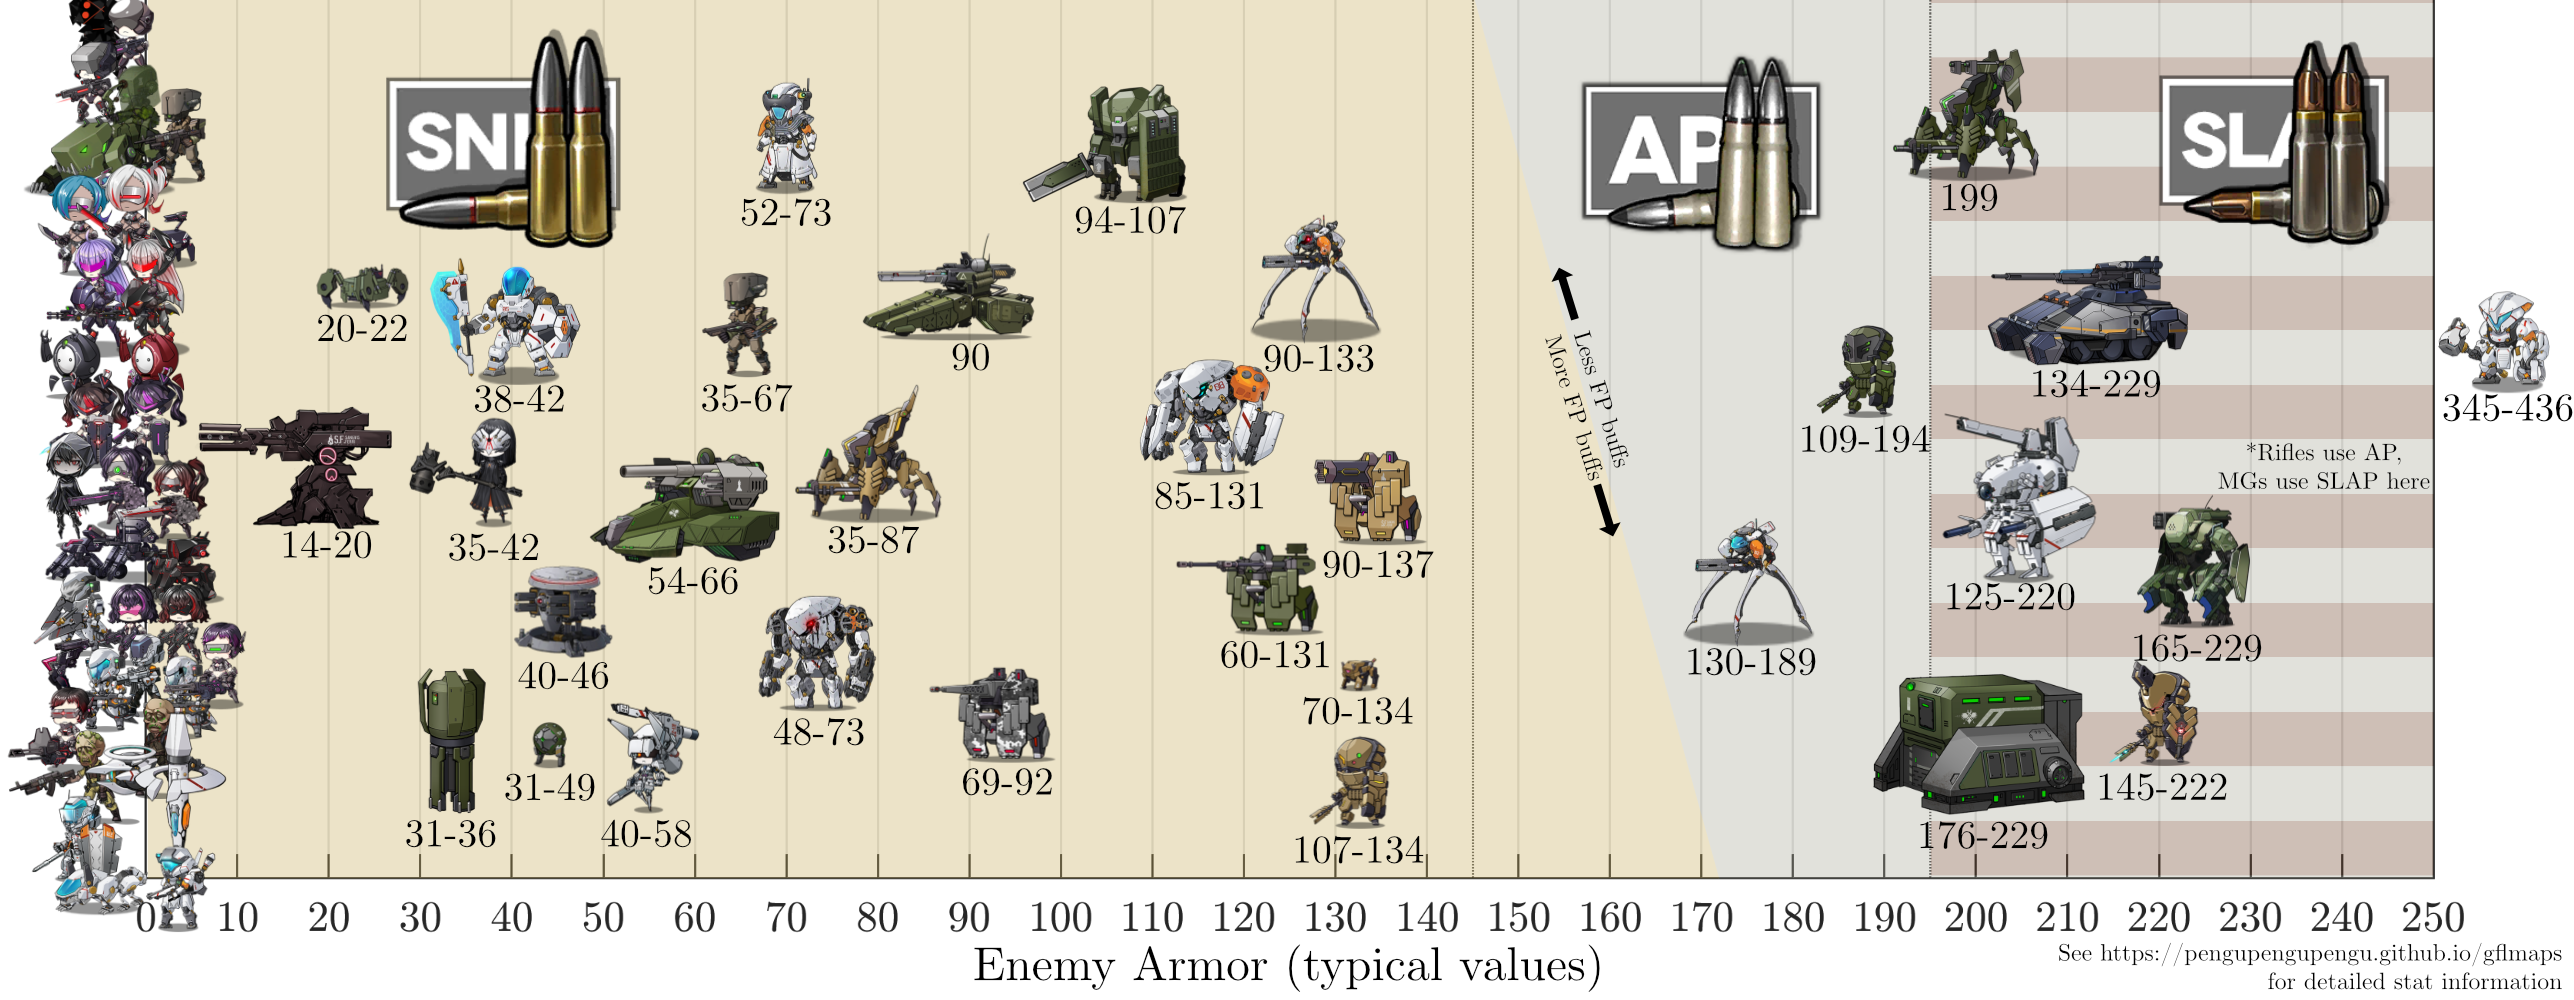 SNI
AP
SLA
52-73
94-107
199
20-22
38-42
35-67
90
90-133
109-194
134-229
345-436
Less FP buffs
More FP buffs
*Rifles use AP,
MGs use SLAP here
14-20
35-42
54-66
35-87
85-131
90-137
125-220
40-46
48-73
60-131
130-189
165-229
70-134
31-36
31-49
40-58
69-92
107-134
176-229
145-222
0 10 20 30 40 50 60 70 80 90 100 110 120 130 140 150 160 170 180 190 200 210 220 230 240 250
Enemy Armor (typical values)
See https://pengupengupengu.github.io/gflmaps
for detailed stat information